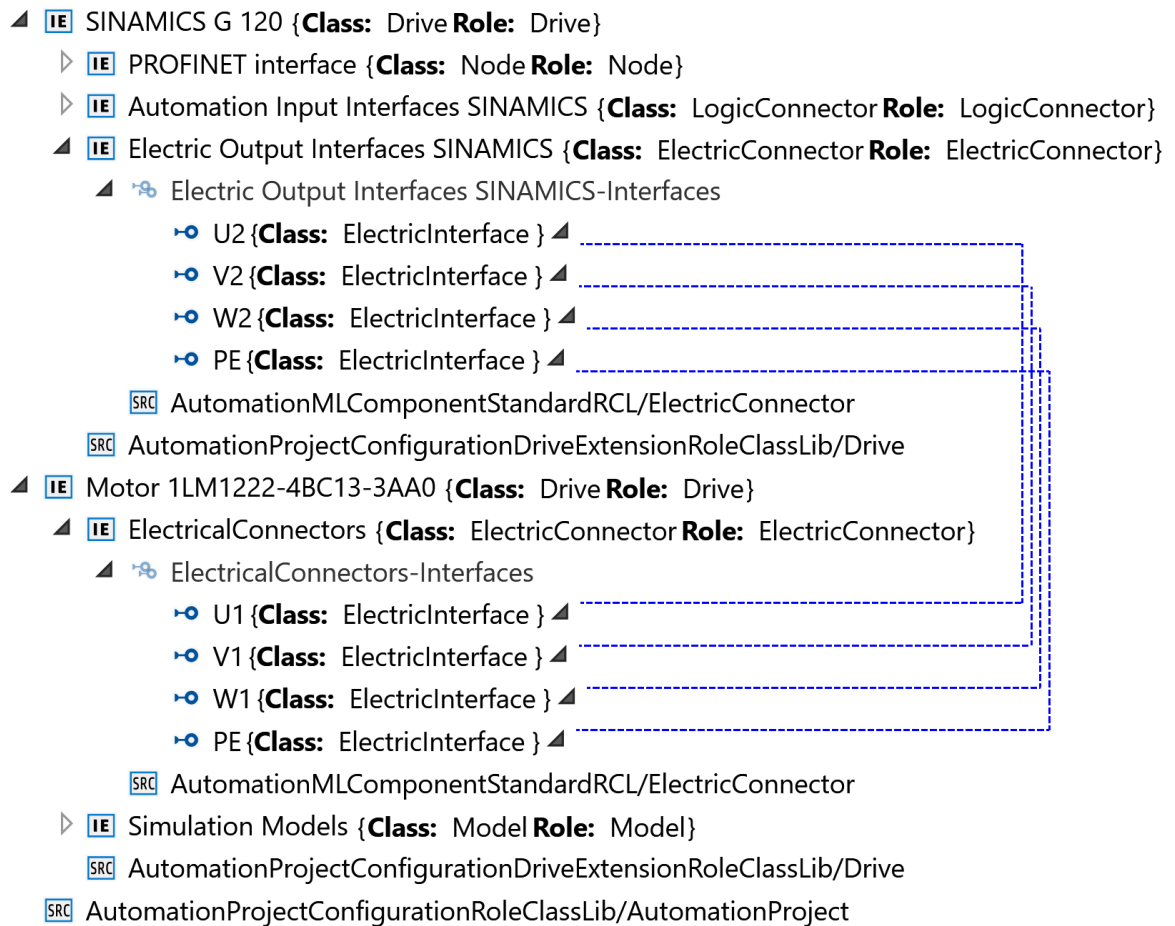 IE SINAMICS G 120 {Class: Drive Role: Drive}
IE PROFINET interface {Class: Node Role: Node}
IE Automation Input Interfaces SINAMICS {Class: LogicConnector Role: LogicConnector}
IE Electric Output Interfaces SINAMICS {Class: ElectricConnector Role: ElectricConnector}
Electric Output Interfaces SINAMICS-Interfaces
U2 {Class: ElectricInterface }
V2 {Class: ElectricInterface }
W2 {Class: ElectricInterface }
PE {Class: ElectricInterface }
SRC AutomationMLComponentStandardRCL/ElectricConnector
SRC AutomationProjectConfigurationDriveExtensionRoleClassLib/Drive
IE Motor 1LM1222-4BC13-3AA0 {Class: Drive Role: Drive}
IE ElectricalConnectors {Class: ElectricConnector Role: ElectricConnector}
ElectricalConnectors-Interfaces
U1 {Class: ElectricInterface }
V1 {Class: ElectricInterface }
W1 {Class: ElectricInterface }
PE {Class: ElectricInterface }
SRC AutomationMLComponentStandardRCL/ElectricConnector
IE Simulation Models {Class: Model Role: Model}
SRC AutomationProjectConfigurationDriveExtensionRoleClassLib/Drive
SRC AutomationProjectConfigurationRoleClassLib/AutomationProject